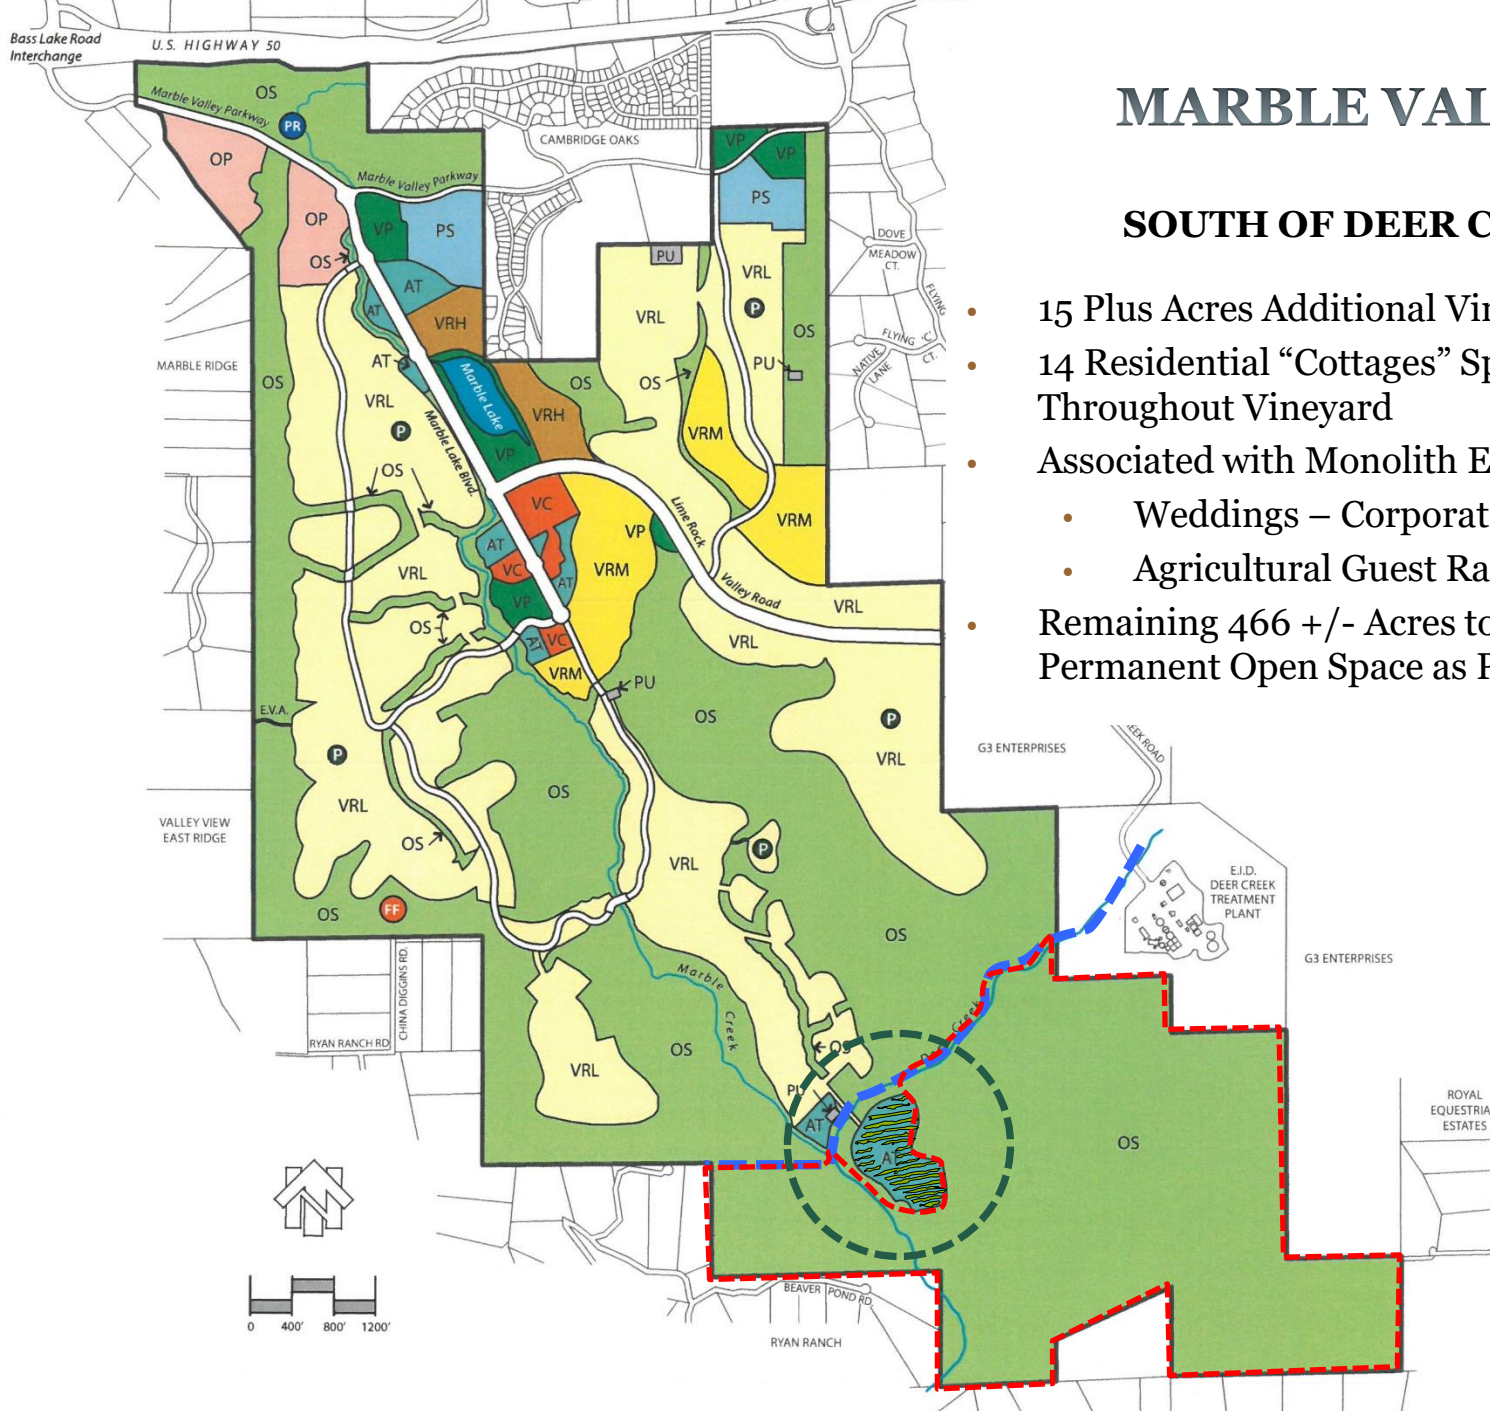 Bass Lake Road
Interchange
U.S. HIGHWAY 50
MARBLE VAL
SOUTH OF DEER C
• 15 Plus Acres Additional Vin
• 14 Residential “Cottages” Sp
Throughout Vineyard
• Associated with Monolith E
• Weddings – Corporat
• Agricultural Guest Ra
• Remaining 466 +/- Acres to
Permanent Open Space as P
OS
Marble Valley Parkway
PR
OP
CAMBRIDGE OAKS
VP
VP
Marble Valley Parkway
PS
OP
VP
PS
OS
DOVE
MEADOW
CT.
PU
VRL
AT
AT
FLYING
VRL
P
VRH
OS
FLYING 'C'
CT.
NATIVE
LANE
MARBLE RIDGE
AT
PU
OS
Marble Lake
OS
OS
VRL
VRH
P
Marble Lake Blvd.
VRM
VP
OS
VC
Lime Rock
Valley Road
VRM
VP
AT
VC
VRM
AT
VRL
VP
VRL
OS
AT
VC
VRL
VRM
PU
E.V.A.
OS
P
P
G3 ENTERPRISES
EEK ROAD
VRL
OS
VRL
VALLEY VIEW
EAST RIDGE
OS
P
VRL
E.I.D.
DEER CREEK
TREATMENT
PLANT
OS
FF
OS
G3 ENTERPRISES
CHINA DIGGINS RD.
Marble
Creek
Creek
RYAN RANCH RD
OS
OS
VRL
PU
AT
AT
OS
ROYAL
EQUESTRIA
ESTATES
BEAVER POND RD.
RYAN RANCH
0 400' 800' 1200'